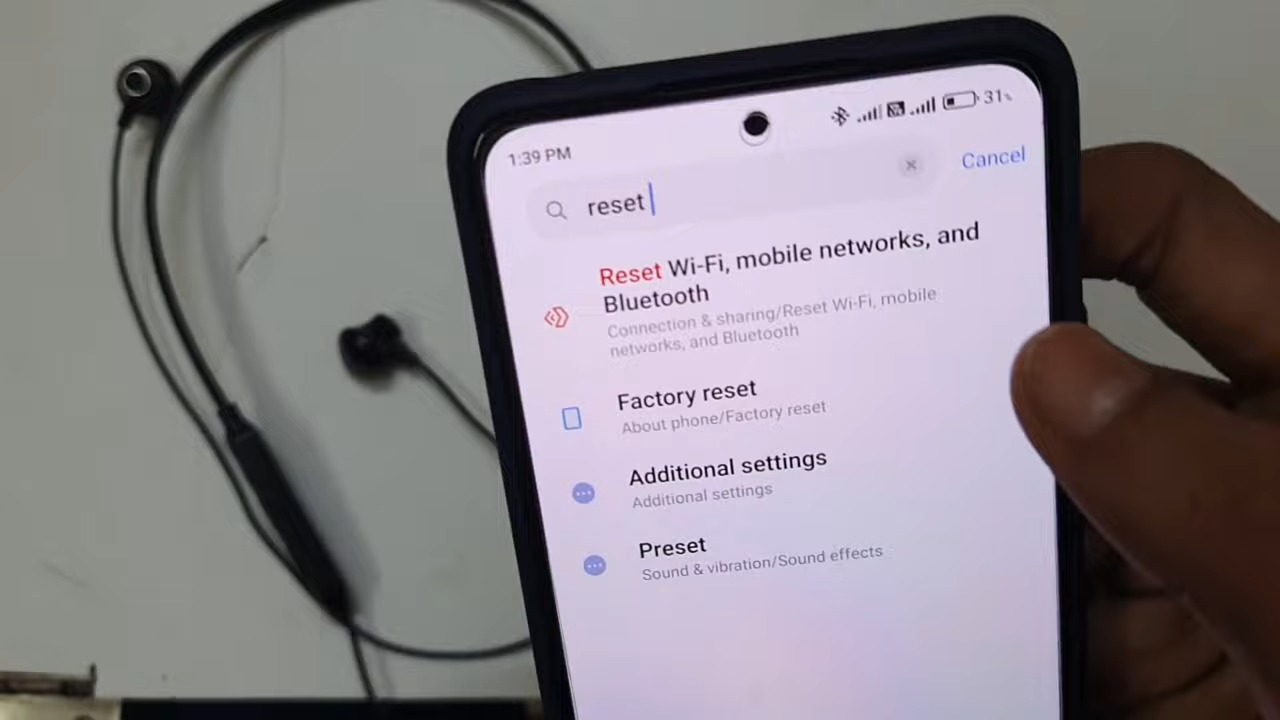 1:39 PM
31%
reset
Cancel
Reset Wi-Fi, mobile networks, and
Bluetooth
Connection & sharing/Reset Wi-Fi, mobile
networks, and Bluetooth
Factory reset
About phone/Factory reset
Additional settings
Additional settings
Preset
Sound & vibration/Sound effects